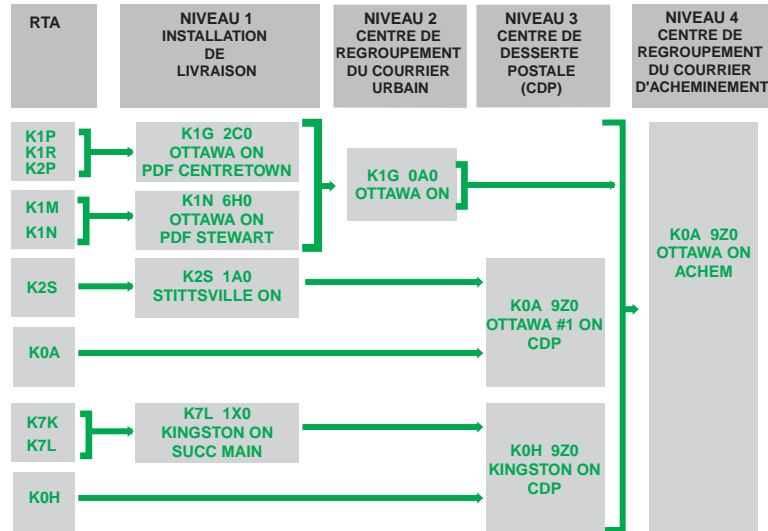 RTA
NIVEAU 1
INSTALLATION
DE
LIVRAISON
NIVEAU 2
CENTRE DE
REGROUPEMENT
DU COURRIER
URBAIN
NIVEAU 3
CENTRE DE
DESSERTE
POSTALE
(CDP)
NIVEAU 4
CENTRE DE
REGROUPEMENT
DU COURRIER
D'ACHEMINEMENT
K1P
K1R
K2P
K1G 2C0
OTTAWA ON
PDF CENTRETOWN
K1M
K1N
K1N 6H0
OTTAWA ON
PDF STEWART
K1G 0A0
OTTAWA ON
K2S
K2S 1A0
STITTSVILLE ON
K0A
K0A 9Z0
OTTAWA #1 ON
CDP
K7K
K7L
K7L 1X0
KINGSTON ON
SUCC MAIN
K0H
K0H 9Z0
KINGSTON ON
CDP
K0A 9Z0
OTTAWA ON
ACHEM